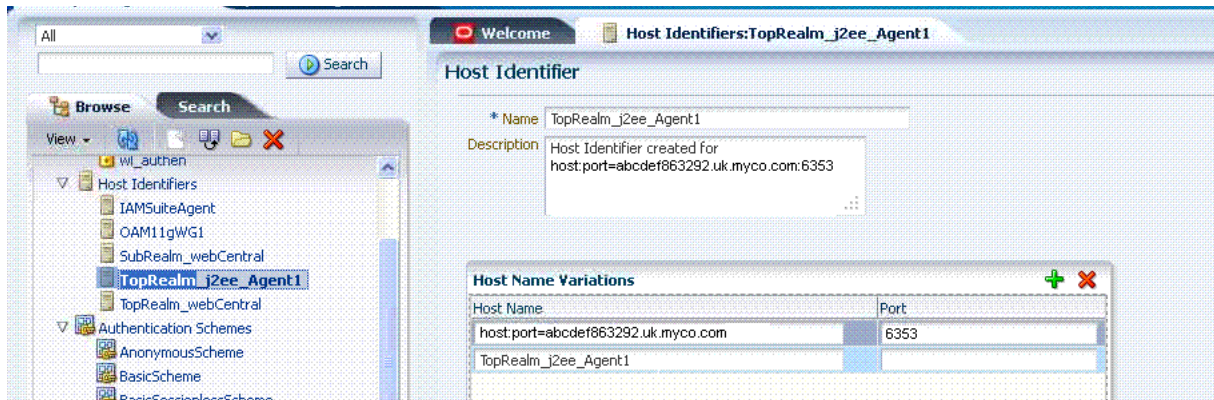 All
Search
Browse
Search
View
wl_authen
Host Identifiers
IAMSuiteAgent
OAM11gWG1
SubRealm_webCentral
TopRealm_j2ee_Agent1
TopRealm_webCentral
Authentication Schemes
AnonymousScheme
BasicScheme
BasicSessionlessScheme
Welcome
Host Identifiers:TopRealm_j2ee_Agent1
Host Identifier
* Name TopRealm_j2ee_Agent1
Description Host Identifier created for
host:port=abcdef863292.uk.myco.com:6353
Host Name Variations
Host Name Port
host:port=abcdef863292.uk.myco.com 6353
TopRealm_j2ee_Agent1